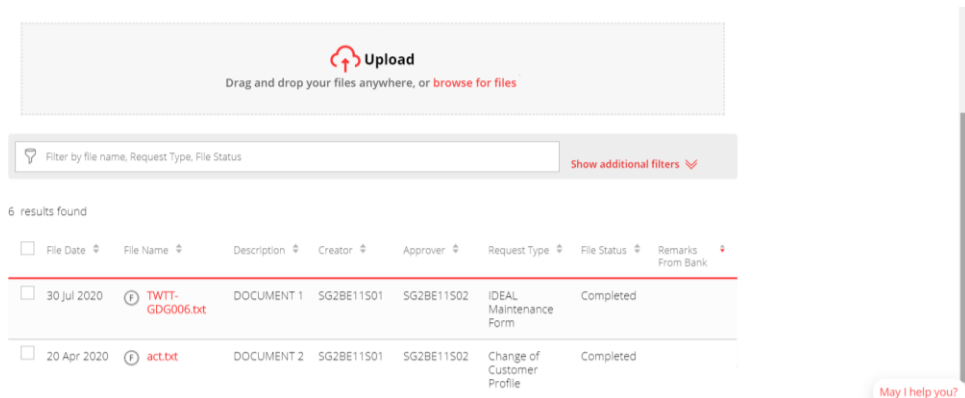 Upload
Drag and drop your files anywhere, or browse for files
Filter by file name, Request Type, File Status
Show additional filters
6 results found
File Date File Name Description Creator Approver Request Type File Status Remarks
From Bank
30 Jul 2020 F TWTT- DOCUMENT 1 SG2BE11S01 SG2BE11S02 IDEAL Completed
GDG006.txt Maintenance
Form
20 Apr 2020 F act.txt DOCUMENT 2 SG2BE11S01 SG2BE11S02 Change of Completed
Customer
Profile
May I help you?